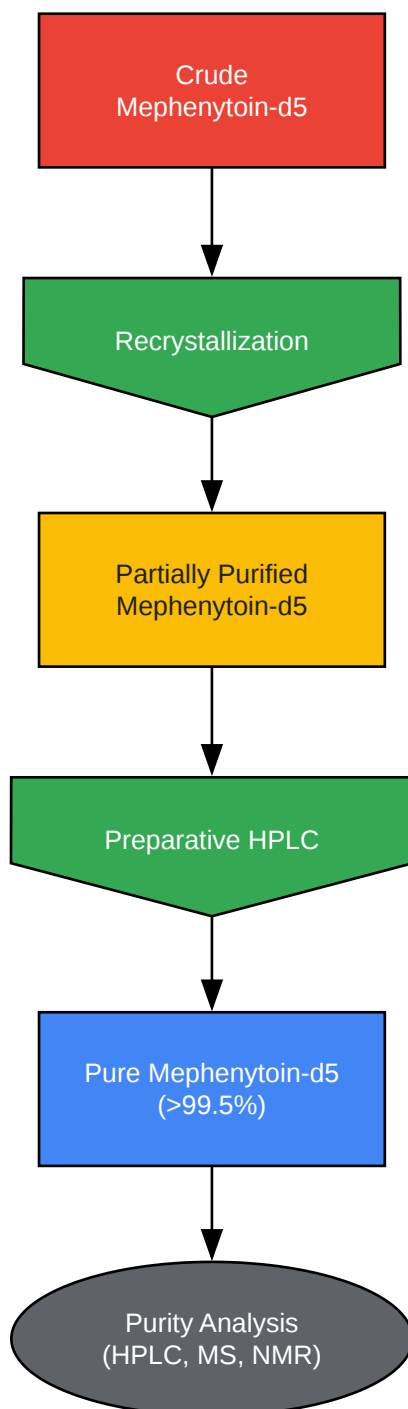 Crude
Mephenytoin-d5
Recrystallization
Partially Purified
Mephenytoin-d5
Preparative HPLC
Pure Mephenytoin-d5
(>99.5%)
Purity Analysis
(HPLC, MS, NMR)